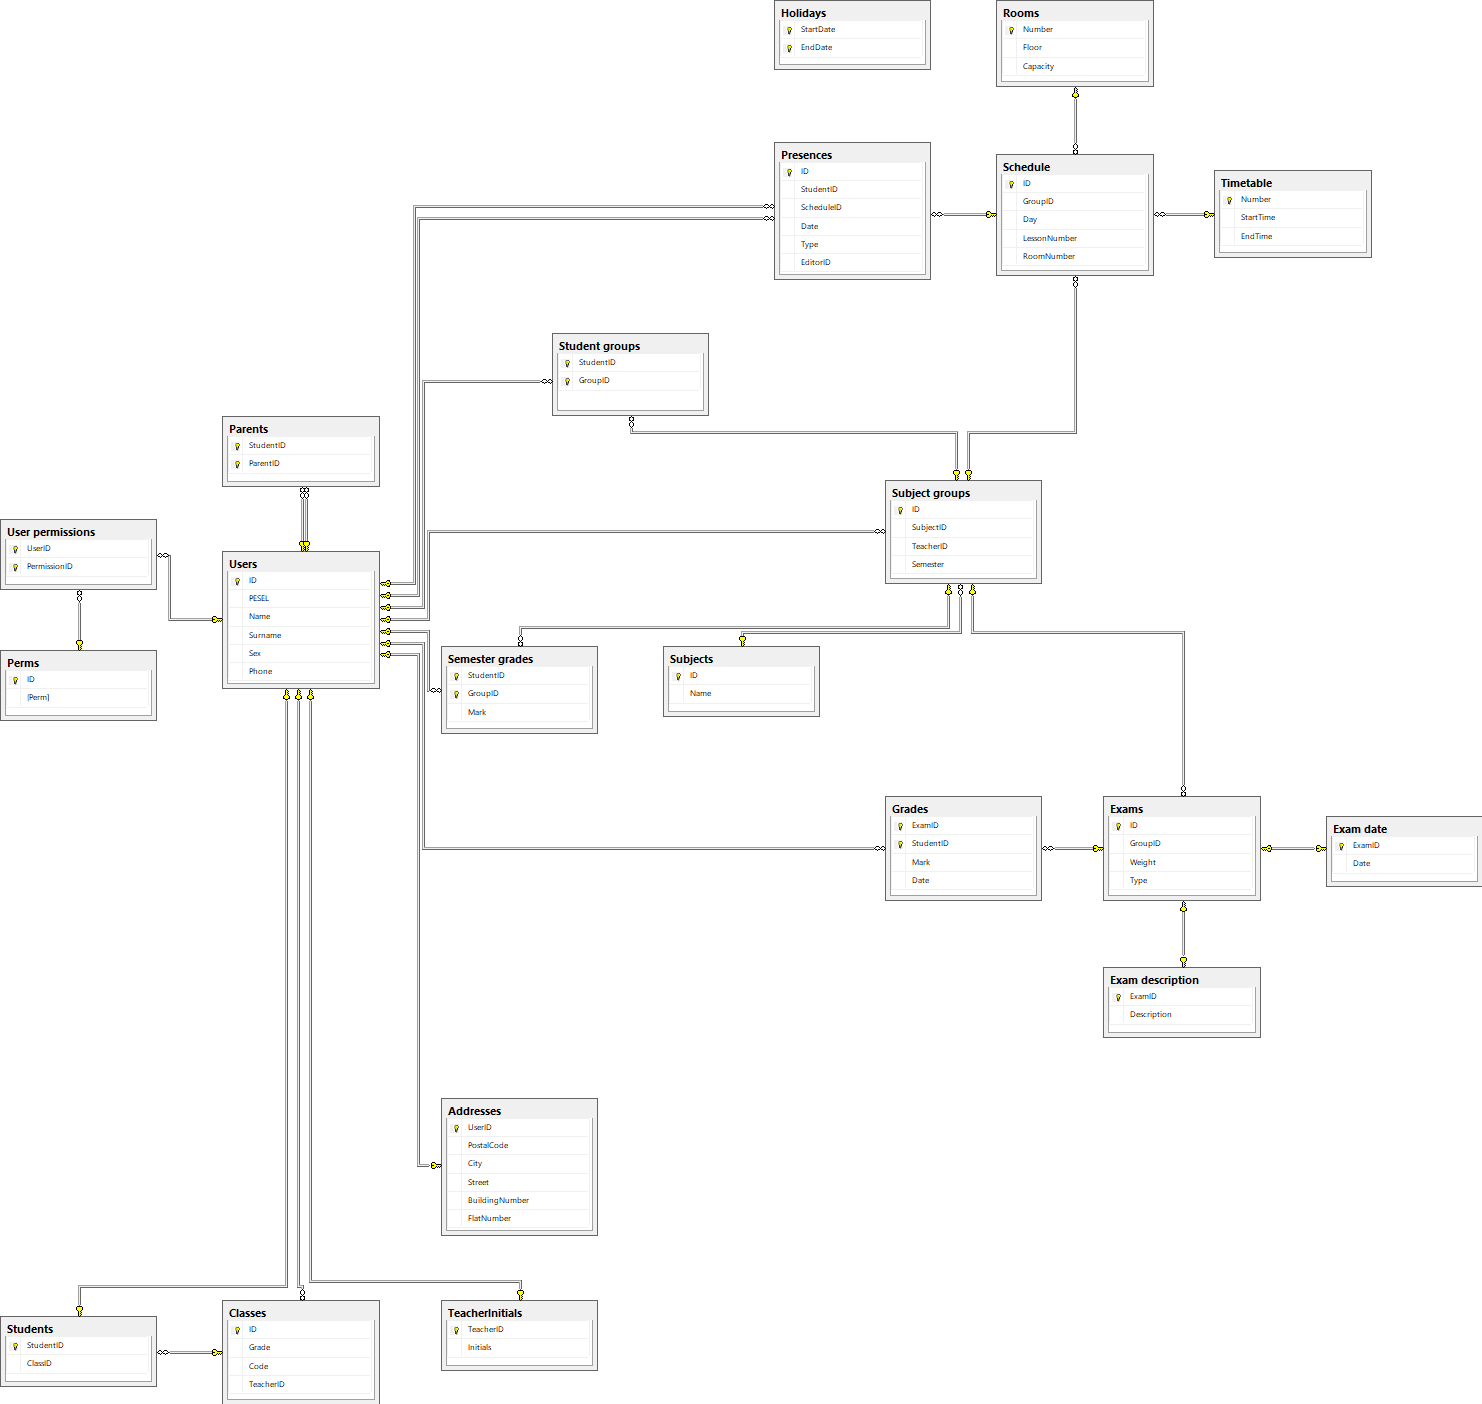 Holidays
StartDate
EndDate
Rooms
Number
Floor
Capacity
Presences
ID
StudentID
ScheduleID
Date
Type
EditorID
Schedule
ID
GroupID
Day
LessonNumber
RoomNumber
Timetable
Number
StartTime
EndTime
Student groups
StudentID
GroupID
Parents
StudentID
ParentID
Subject groups
ID
SubjectID
TeacherID
Semester
User permissions
UserID
PermissionID
Users
ID
PESEL
Name
Surname
Sex
Phone
Perms
ID
[Perm]
Semester grades
StudentID
GroupID
Mark
Subjects
ID
Name
Grades
ExamID
StudentID
Mark
Date
Exams
ID
GroupID
Weight
Type
Exam date
ExamID
Date
Exam description
ExamID
Description
Addresses
UserID
PostalCode
City
Street
BuildingNumber
FlatNumber
Students
StudentID
ClassID
Classes
ID
Grade
Code
TeacherID
TeacherInitials
TeacherID
Initials